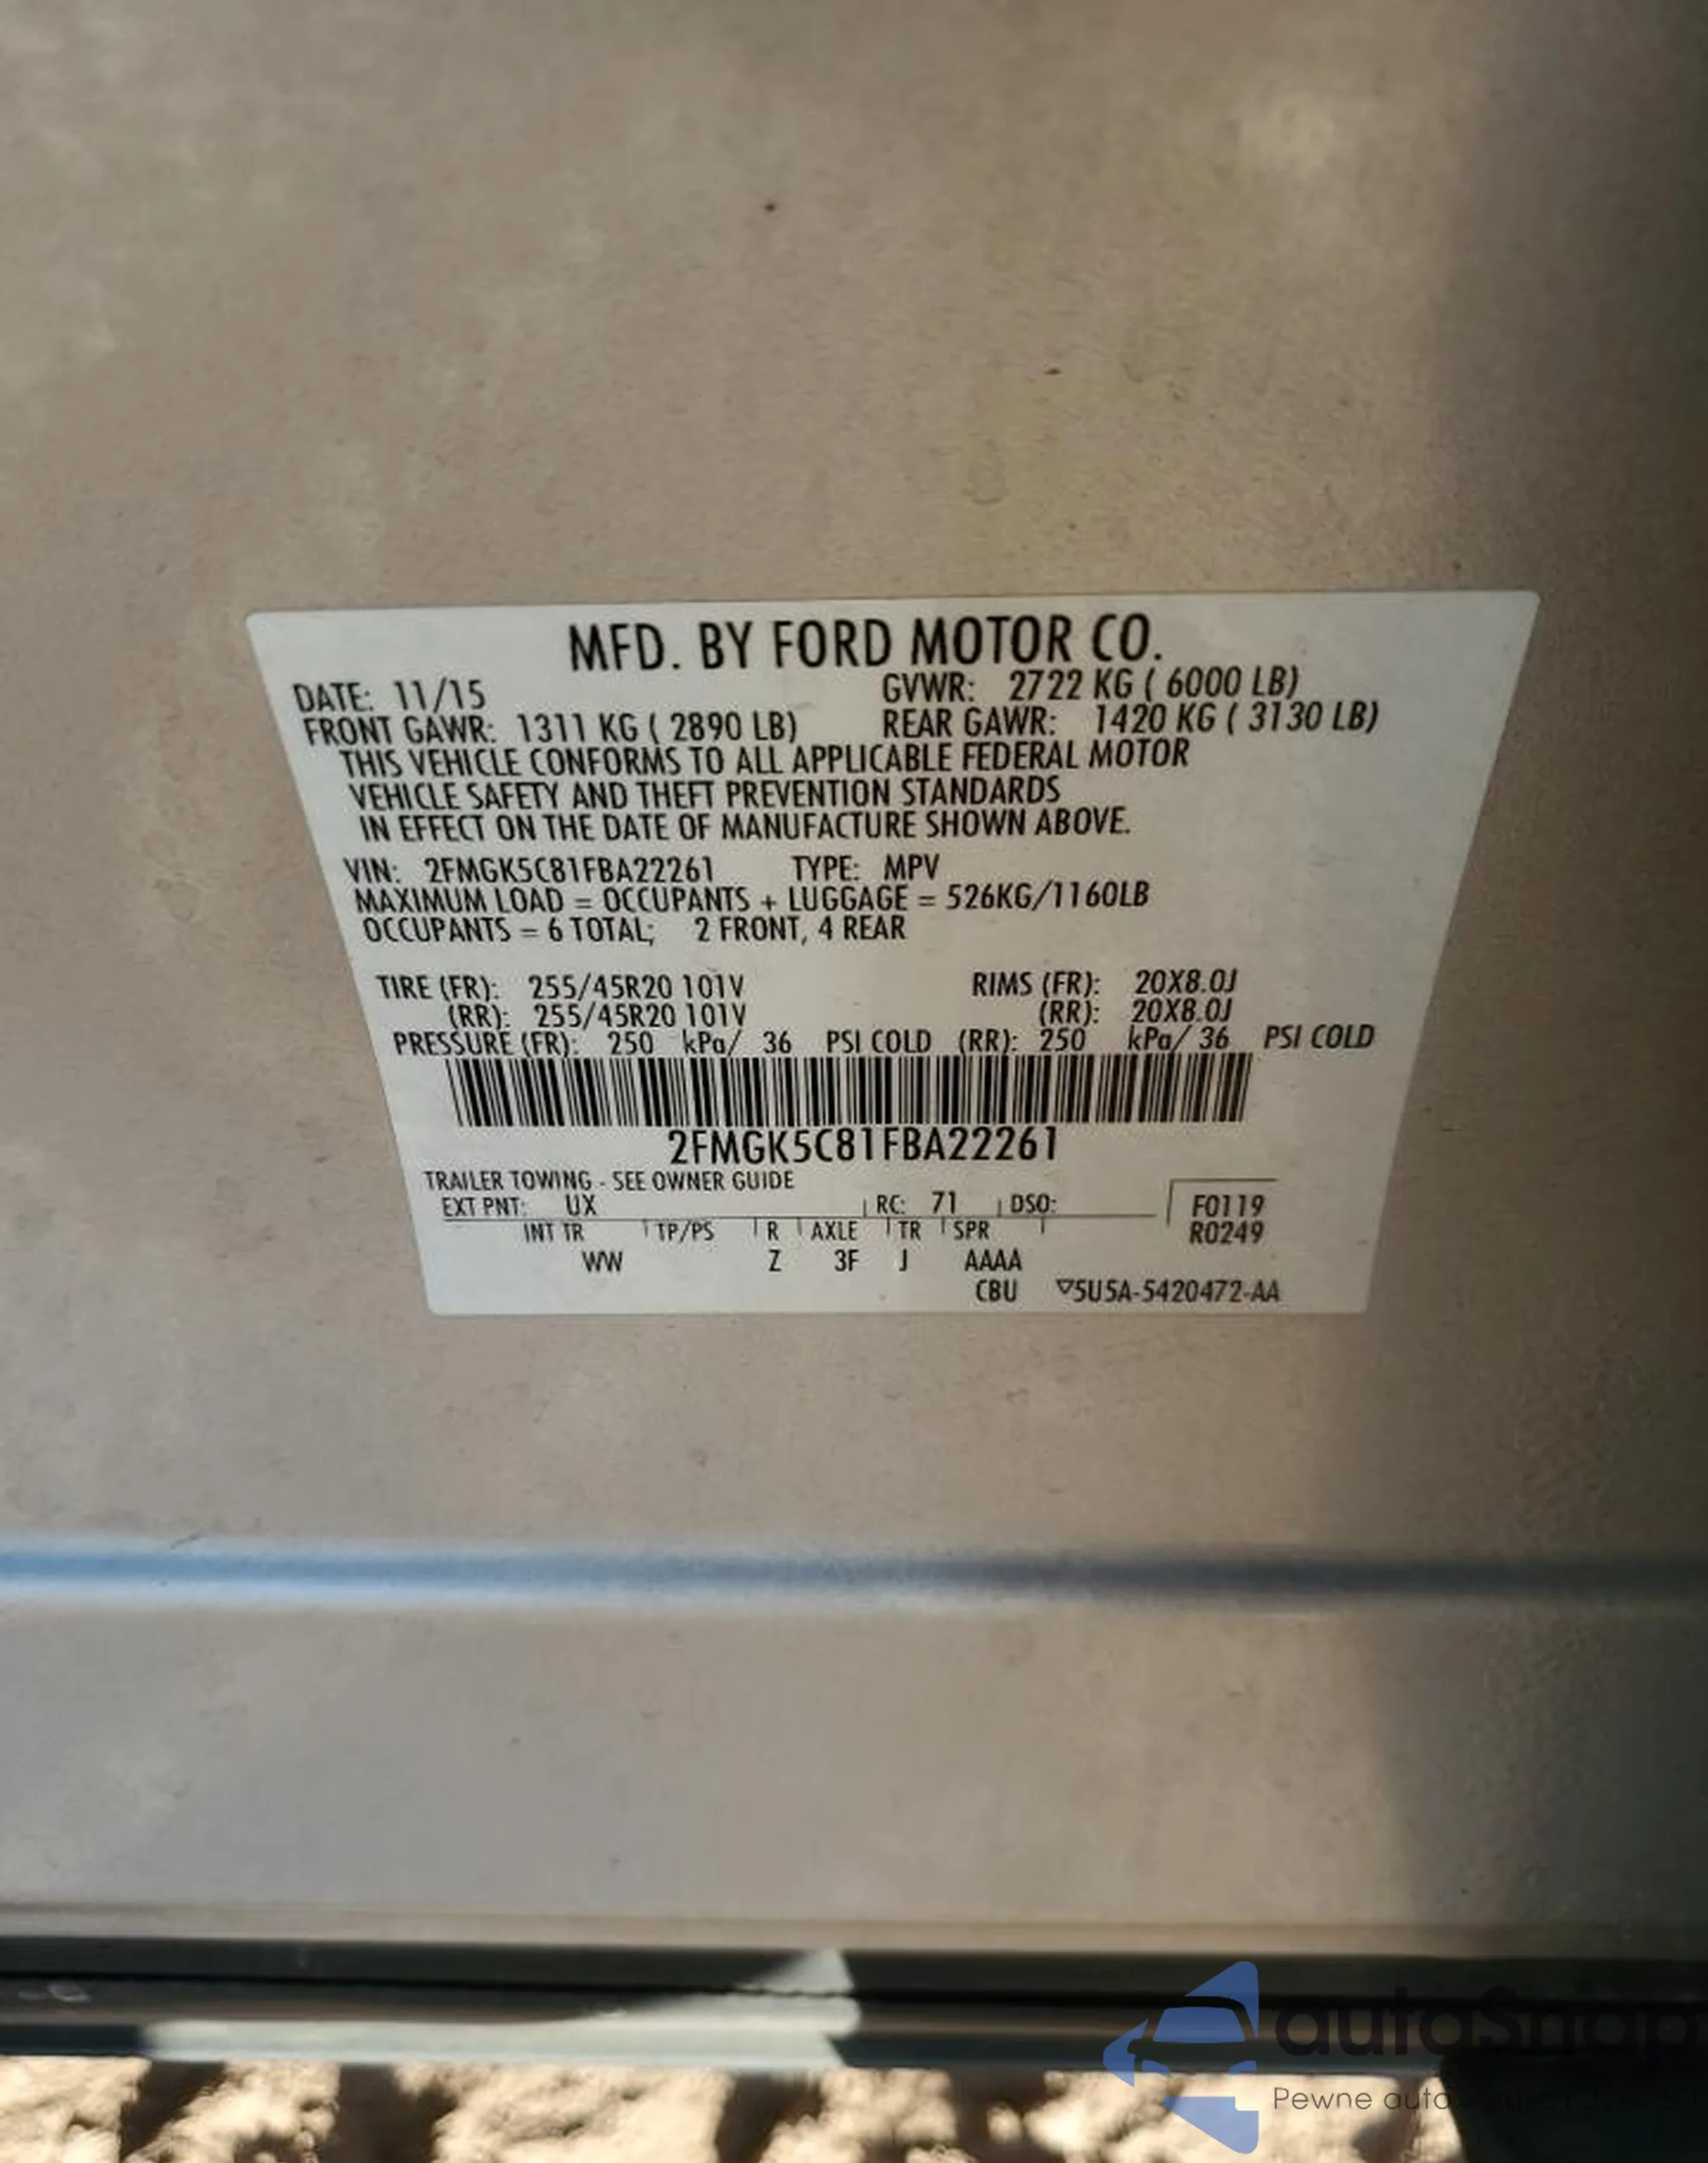 MFD. BY FORD MOTOR CO.
DATE: 11/15 GVWR: 2722 KG ( 6000 LB)
FRONT GAWR: 1311 KG ( 2890 LB) REAR GAWR: 1420 KG ( 3130 LB)
THIS VEHICLE CONFORMS TO ALL APPLICABLE FEDERAL MOTOR
VEHICLE SAFETY AND THEFT PREVENTION STANDARDS
IN EFFECT ON THE DATE OF MANUFACTURE SHOWN ABOVE.
VIN: 2FMGK5C81FBA22261 TYPE: MPV
MAXIMUM LOAD = OCCUPANTS + LUGGAGE = 526KG/1160LB
OCCUPANTS = 6 TOTAL; 2 FRONT, 4 REAR
TIRE (FR): 255/45R20 101V RIMS (FR): 20X8.0J
(RR): 255/45R20 101V (RR): 20X8.0J
PRESSURE (FR): 250 kPa/ 36 PSI COLD (RR): 250 kPa/ 36 PSI COLD
2FMGK5C81FBA22261
TRAILER TOWING - SEE OWNER GUIDE
EXT PNT: UX RC: 71 DSO: F0119
INT TR TP/PS R AXLE TR SPR R0249
WW Z 3F J AAAA
CBU ▽5U5A-5420472-AA
autoSnap
Pewne auto